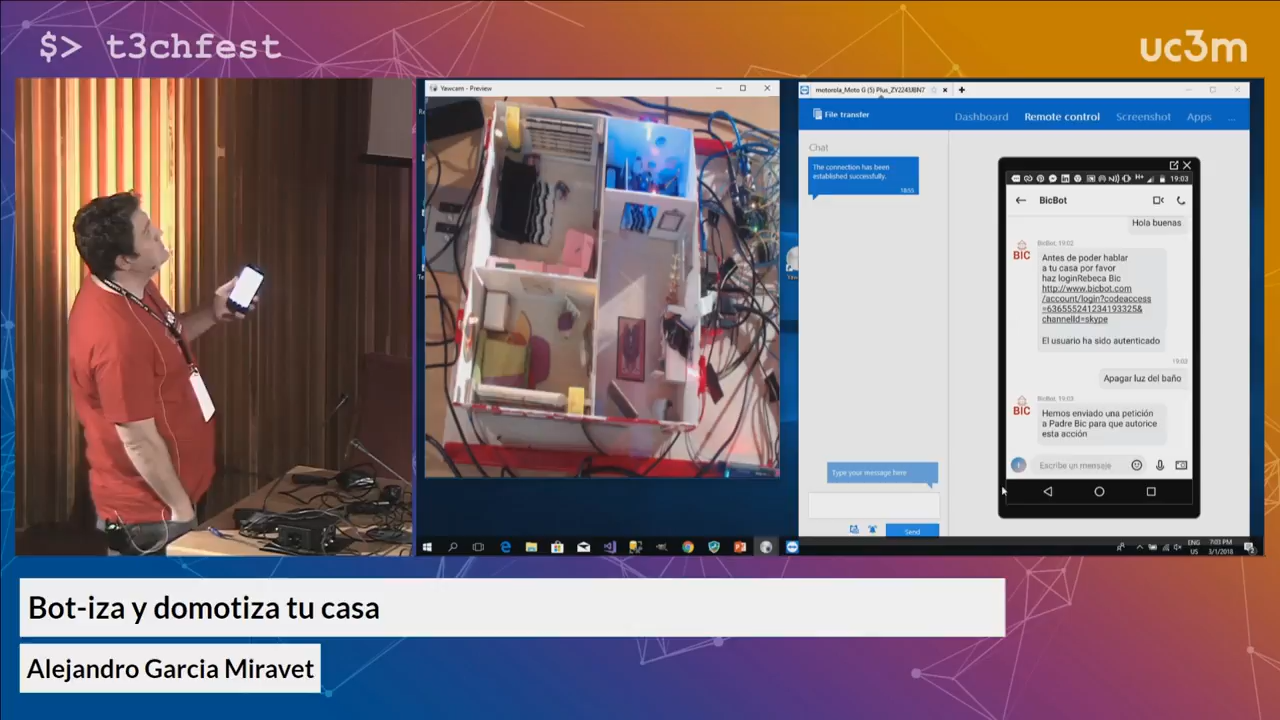 $> t3chfest
uc3m
Yawcam - Preview
motorola_Moto G (5) Plus_ZY2243JBN7
File transfer
Dashboard
Remote control
Screenshot
Apps
...
Chat
The connection has been
established successfully.
18:55
19:03
BicBot
Hola buenas
BicBot, 19:02
BIC
Antes de poder hablar
a tu casa por favor
haz loginRebeca Bic
http://www.bicbot.com
/account/login?codeaccess
=636555241234193325&
channelId=skype
El usuario ha sido autenticado
19:03
Apagar luz del baño
BicBot, 19:03
BIC
Hemos enviado una petición
a Padre Bic para que autorice
esta acción
Escribe un mensaje
Type your message here
Send
ENG
US
7:03 PM
3/1/2018
Bot-iza y domotiza tu casa
Alejandro Garcia Miravet